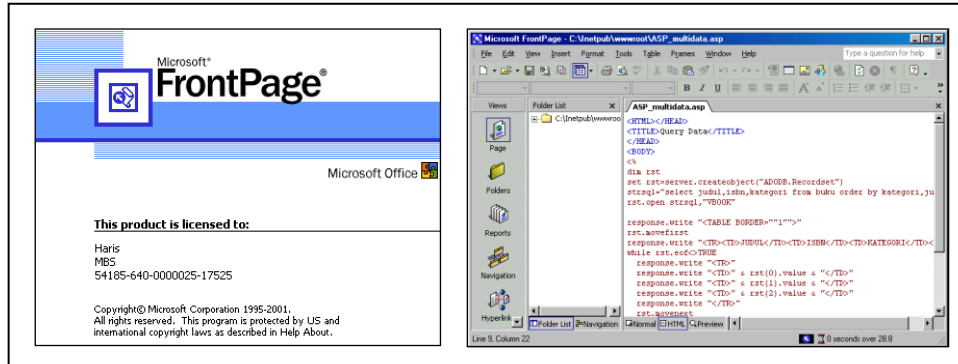 Microsoft®
FrontPage®
Microsoft Office
This product is licensed to:
Haris
MBS
54185-640-0000025-17525
Copyright© Microsoft Corporation 1995-2001.
All rights reserved. This program is protected by US and
international copyright laws as described in Help About.
Microsoft FrontPage - C:\Inetpub\wwwroot\ASP_multidata.asp
File Edit View Insert Format Tools Table Frames Window Help
Type a question for help
B I U
Views
Folder List
ASP_multidata.asp
C:\Inetpub\wwwroo
Page
Folders
Reports
Navigation
Hyperlink
<HTML></HEAD>
<TITLE>Query Data</TITLE>
</HEAD>
<BODY>
<%
dim rst
set rst=server.createobject("ADODB.Recordset")
strsql="select judul,isbn,kategori from buku order by kategori,ju
rst.open strsql,"VBOOK"
response.write "<TABLE BORDER=""1"">"
rst.movefirst
response.write "<TR><TD>JUDUL</TD><TD>ISBN</TD><TD>KATEGORI</TD><
while rst.eof<>TRUE
response.write "<TR>"
response.write "<TD>" & rst(0).value & "</TD>"
response.write "<TD>" & rst(1).value & "</TD>"
response.write "<TD>" & rst(2).value & "</TD>"
response.write "</TR>"
rst.movenext
Folder List Navigation
Normal HTML Preview
Line 9, Column 22
0 seconds over 28.8